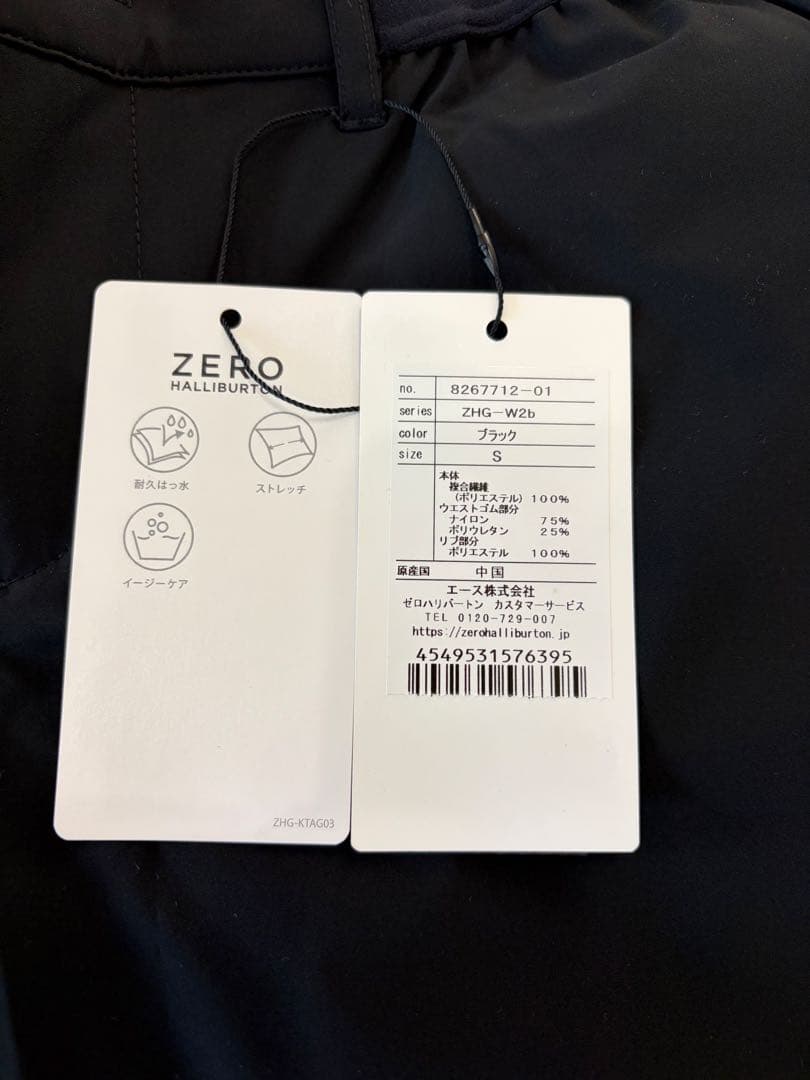 ZERO
HALLIBURTON
耐久はっ水
ストレッチ
イージーケア
ZHG-KTAG03
no. 8267712-01
series ZHG-W2b
color ブラック
size S
本体
複合繊維
(ポリエステル) 100%
ウエストゴム部分
ナイロン 75%
ポリウレタン 25%
リブ部分
ポリエステル 100%
原産国 中国
エース株式会社
ゼロハリバートン カスタマーサービス
TEL 0120-729-007
https://zerohalliburton.jp
4549531576395